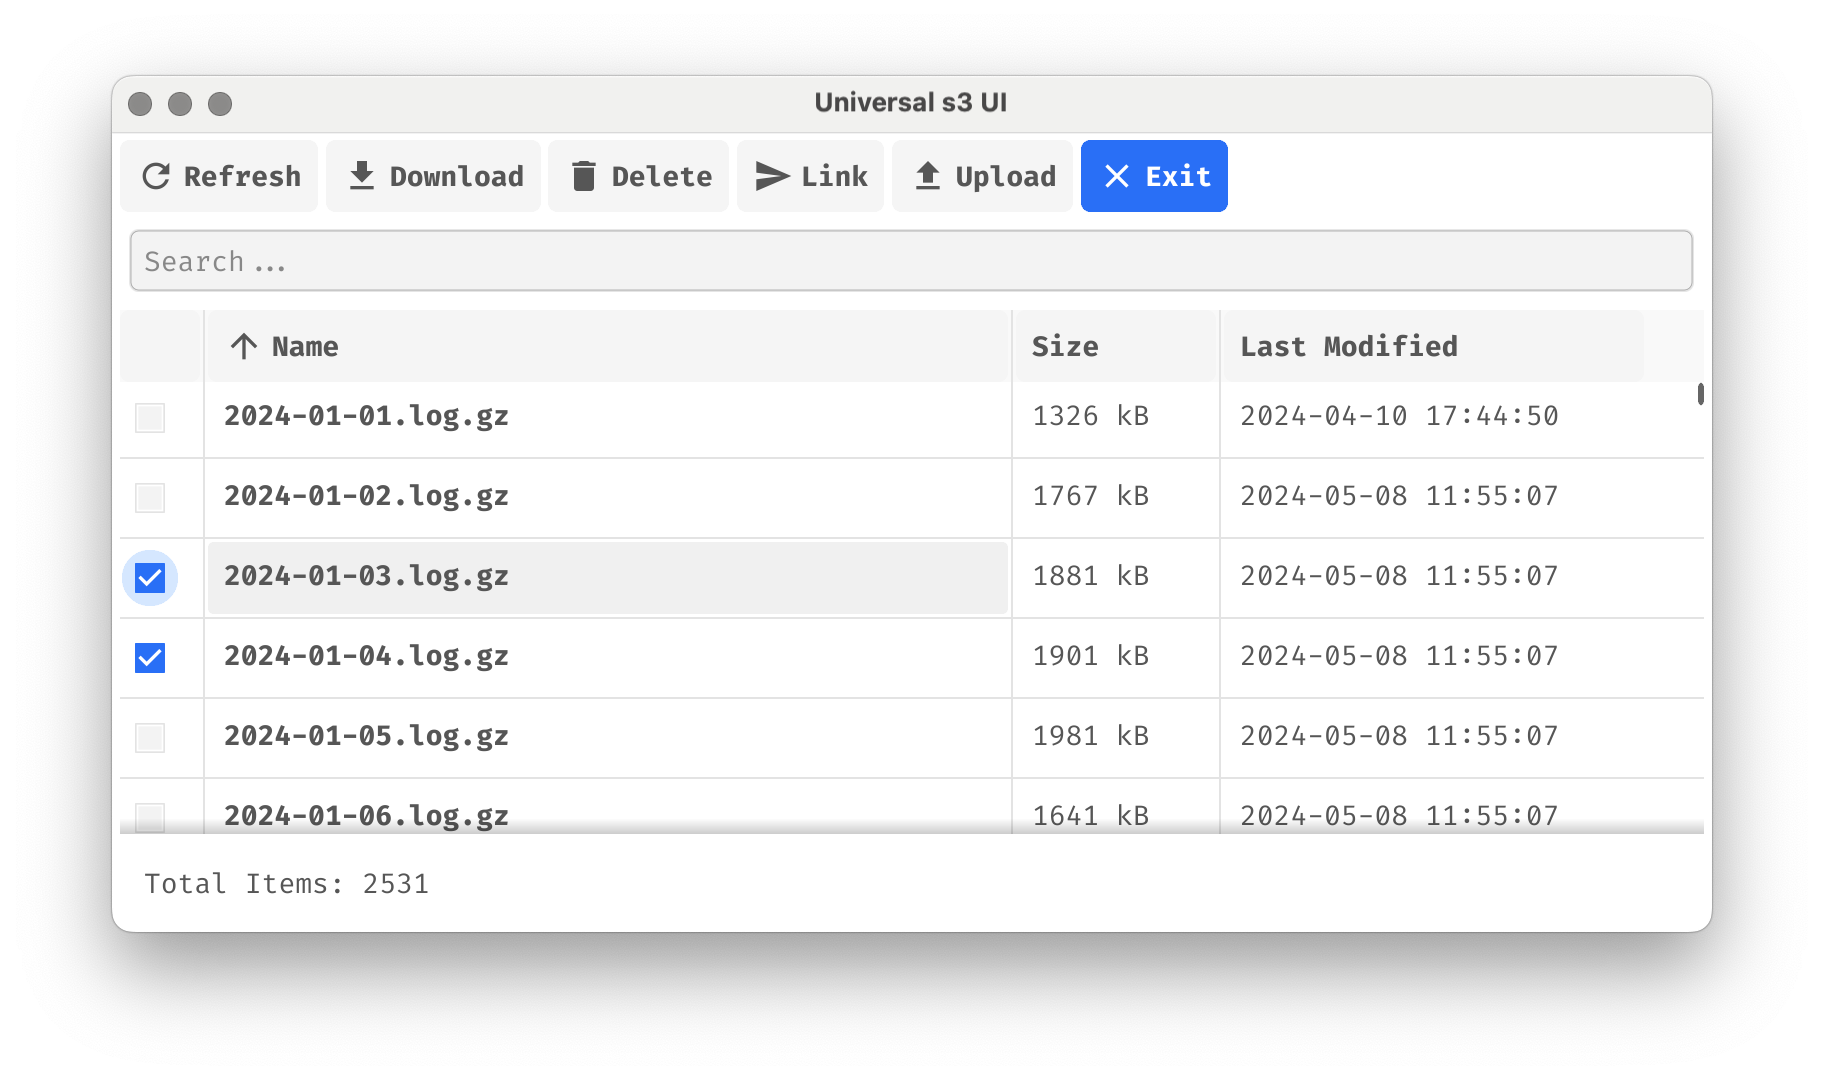 Universal s3 UI
Refresh Download Delete Link Upload Exit
Search...
Name Size Last Modified
2024-01-01.log.gz 1326 kB 2024-04-10 17:44:50
2024-01-02.log.gz 1767 kB 2024-05-08 11:55:07
2024-01-03.log.gz 1881 kB 2024-05-08 11:55:07
2024-01-04.log.gz 1901 kB 2024-05-08 11:55:07
2024-01-05.log.gz 1981 kB 2024-05-08 11:55:07
2024-01-06.log.gz 1641 kB 2024-05-08 11:55:07
Total Items: 2531